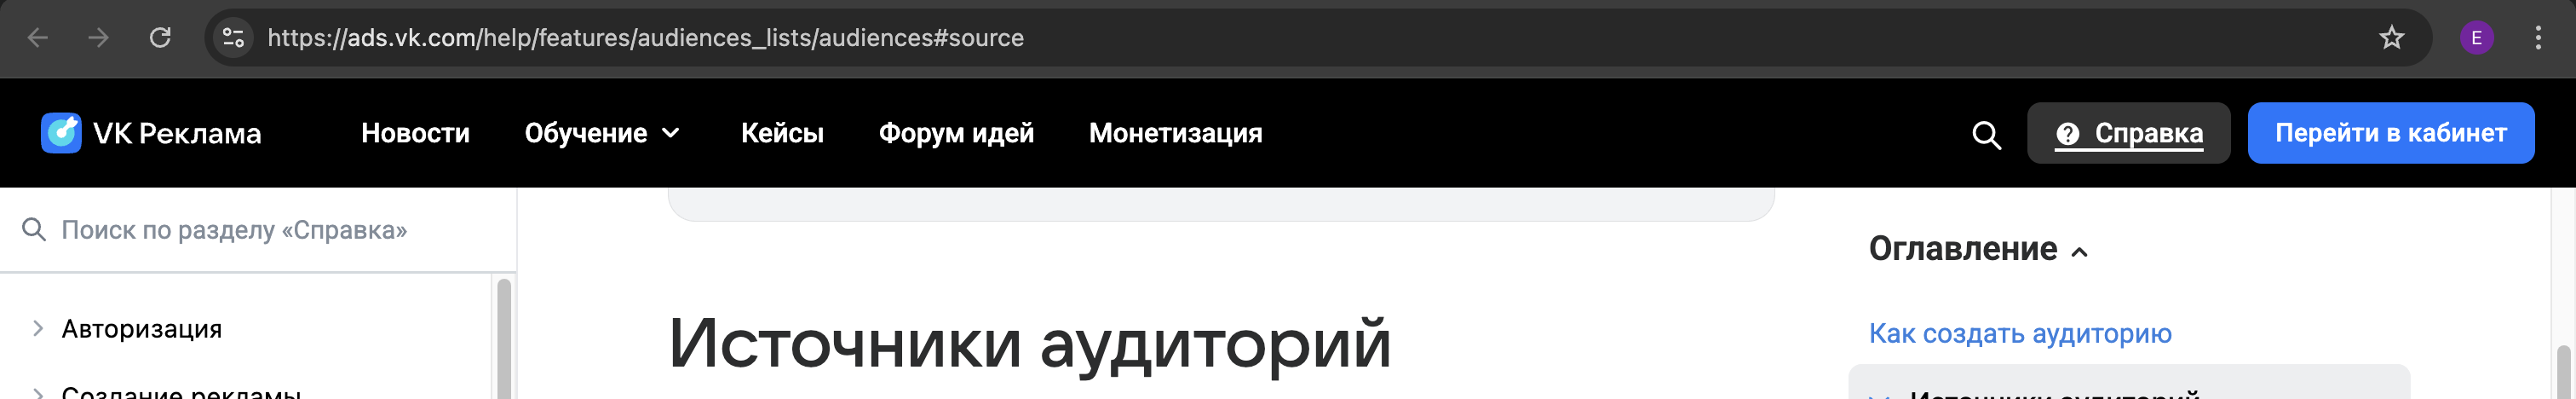 https://ads.vk.com/help/features/audiences_lists/audiences#source
E
VK Реклама
Новости
Обучение
Кейсы
Форум идей
Монетизация
Справка
Перейти в кабинет
Поиск по разделу «Справка»
Авторизация
Создание рекламы
Источники аудиторий
Оглавление
Как создать аудиторию
Источники аудиторий